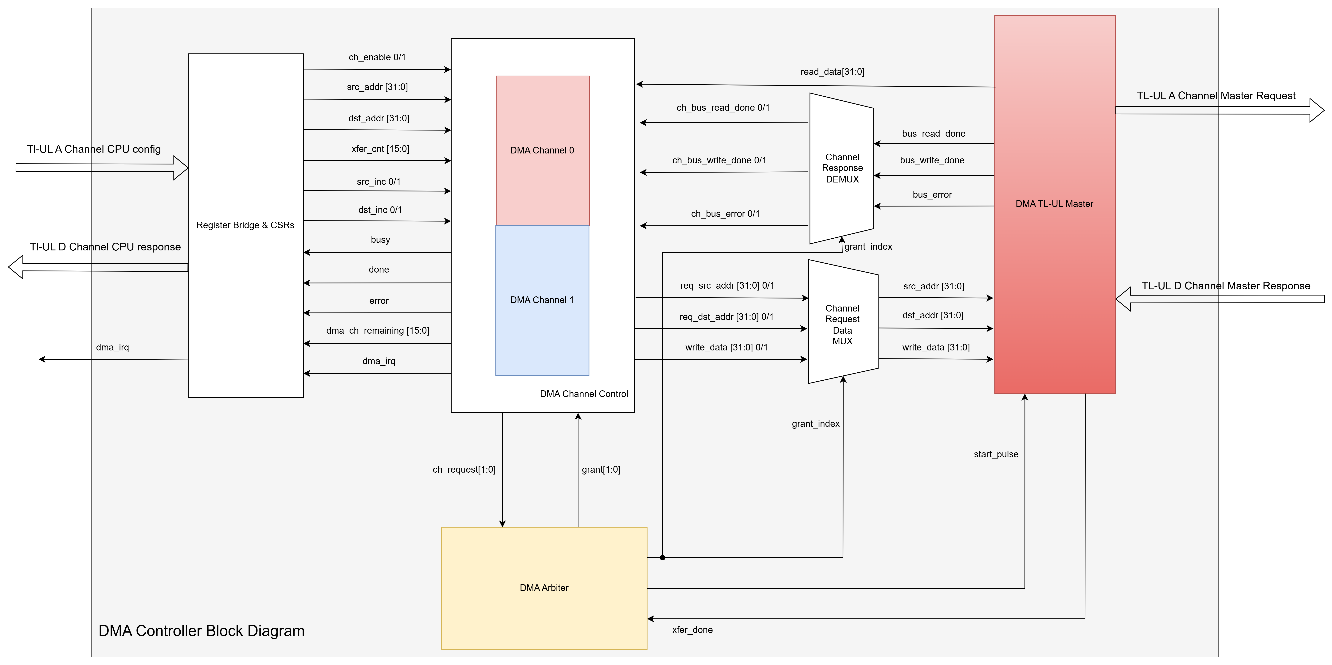 ch_enable 0/1
src_addr [31:0]
dst_addr [31:0]
xfer_cnt [15:0]
src_inc 0/1
dst_inc 0/1
busy
done
error
dma_ch_remaining [15:0]
dma_irq
TI-UL A Channel CPU config
TI-UL D Channel CPU response
dma_irq
Register Bridge & CSRs
DMA Channel 0
DMA Channel 1
DMA Channel Control
read_data[31:0]
ch_bus_read_done 0/1
ch_bus_write_done 0/1
ch_bus_error 0/1
Channel
Response
DEMUX
bus_read_done
bus_write_done
bus_error
grant_index
req_src_addr [31:0] 0/1
req_dst_addr [31:0] 0/1
write_data [31:0] 0/1
Channel
Request
Data
MUX
src_addr [31:0]
dst_addr [31:0]
write_data [31:0]
DMA TL-UL Master
TL-UL A Channel Master Request
TL-UL D Channel Master Response
grant_index
start_pulse
ch_request[1:0]
grant[1:0]
DMA Arbiter
xfer_done
DMA Controller Block Diagram